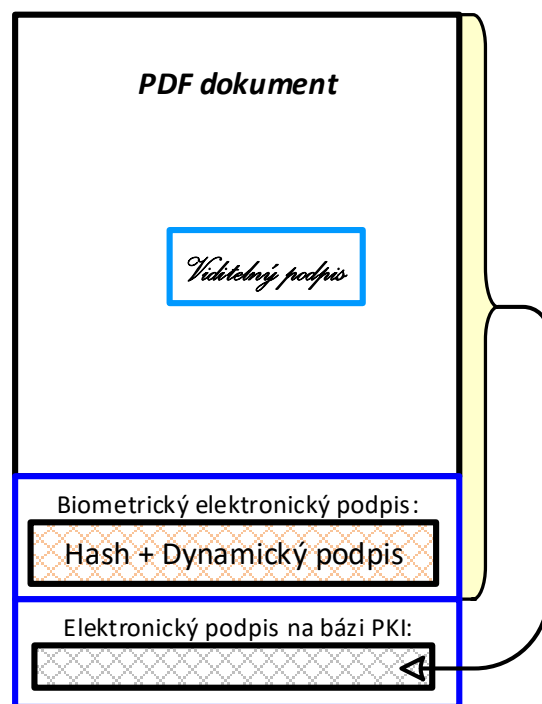 PDF dokument
Viditelný podpis
Biometrický elektronický podpis:
Hash + Dynamický podpis
Elektronický podpis na bázi PKI: